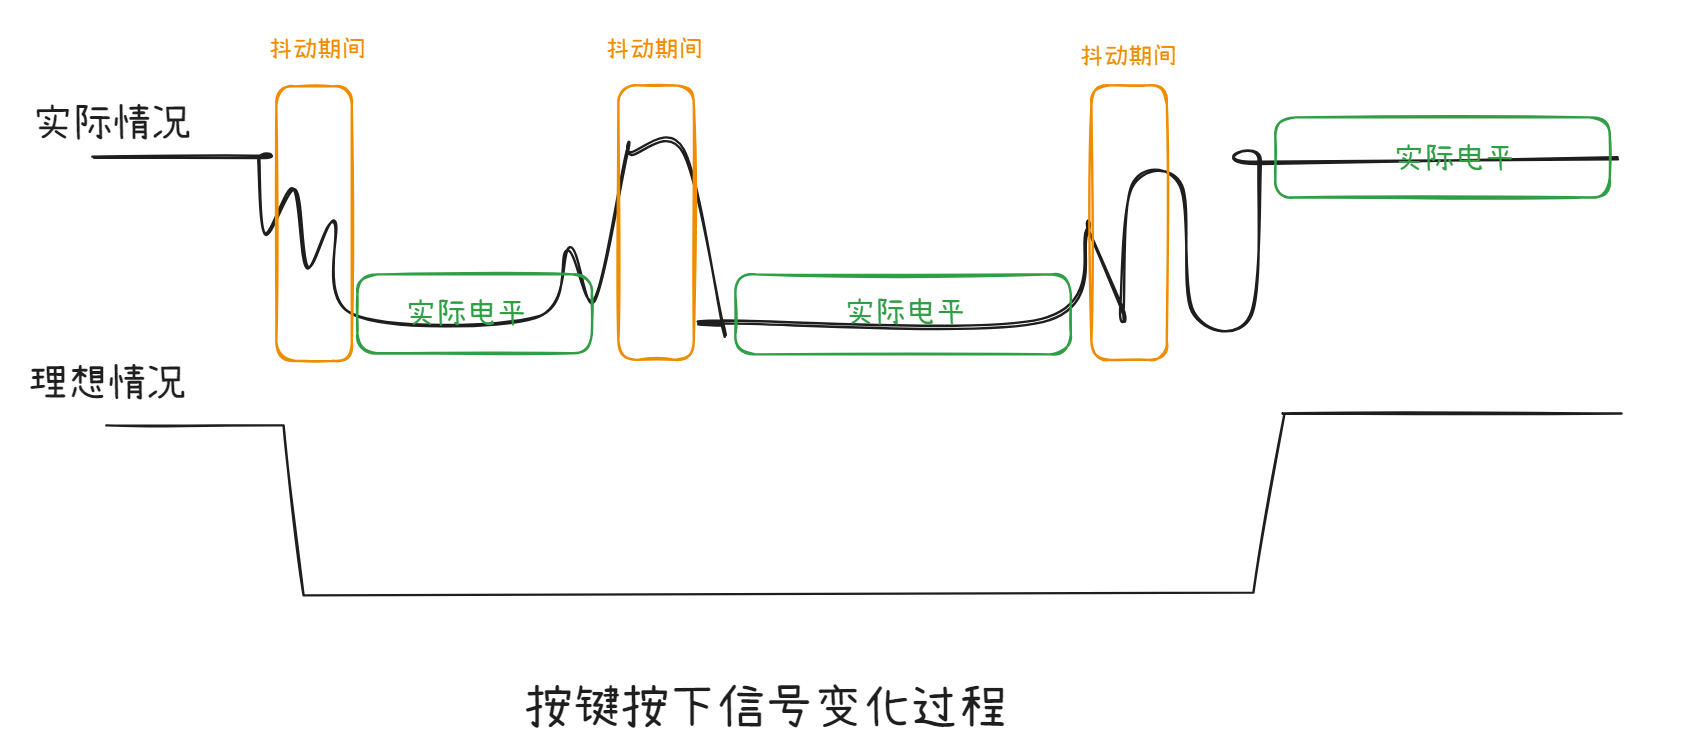 抖动期间
抖动期间
抖动期间
实际情况
实际电平
实际电平
实际电平
理想情况
按键按下信号变化过程